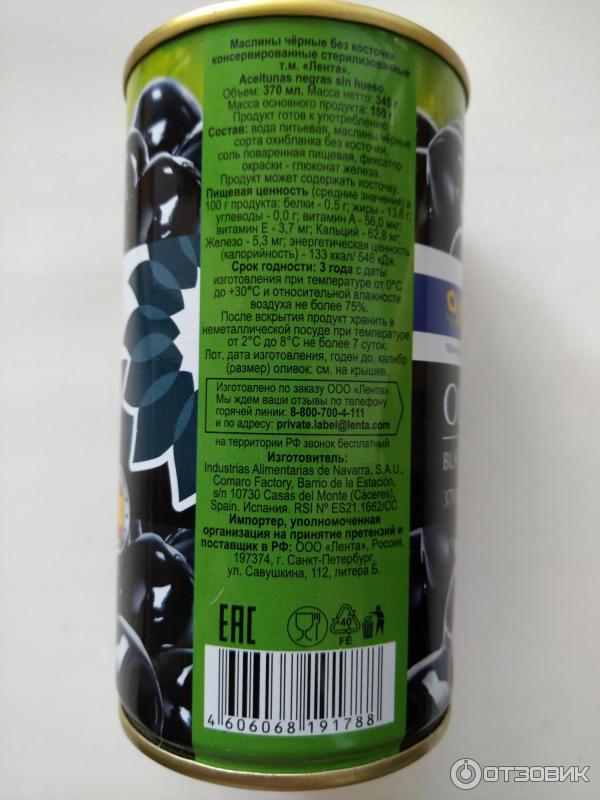 Маслины чёрные без косточки
консервированные стерилизованные
т.м. «Лента».
Aceitunas negras sin hueso.
Объем: 370 мл. Масса нетто: 345 г.
Масса основного продукта: 150 г.
Продукт готов к употреблению.
Состав: вода питьевая, маслины чёрные
сорта охибланка без косточки,
соль поваренная пищевая, фиксатор
окраски - глюконат железа.
Продукт может содержать косточку.
Пищевая ценность (средние значения) в
100 г продукта: белки - 0,5 г; жиры - 13,6 г,
углеводы - 0,0 г; витамин А - 56,0 мкг;
витамин Е - 3,7 мг; Кальций - 62,8 мг;
Железо - 5,3 мг; энергетическая ценность
(калорийность) - 133 ккал/ 546 кДж.
Срок годности: 3 года с даты
изготовления при температуре от 0°С
до +30°С и относительной влажности
воздуха не более 75%.
После вскрытия продукт хранить в
неметаллической посуде при температуре
от 2°С до 8°С не более 7 суток.
Лот, дата изготовления, годен до, калибр
(размер) оливок: см. на крышке.
Изготовлено по заказу ООО «Лента»
Мы ждем ваши отзывы по телефону
горячей линии: 8-800-700-4-111
и по адресу: private.label@lenta.com
на территории РФ звонок бесплатный
Изготовитель:
Industrias Alimentarias de Navarra, S.A.U.,
Comaro Factory, Barrio de la Estación,
s/n 10730 Casas del Monte (Cáceres),
Spain. Испания. RSI Nº ES21.1662/CC
Импортер, уполномоченная
организация на принятие претензий и
поставщик в РФ: ООО «Лента», Россия,
197374, г. Санкт-Петербург,
ул. Савушкина, 112, литера Б.
EAC
40
FE
4 606068 191788
ОТЗОВИК